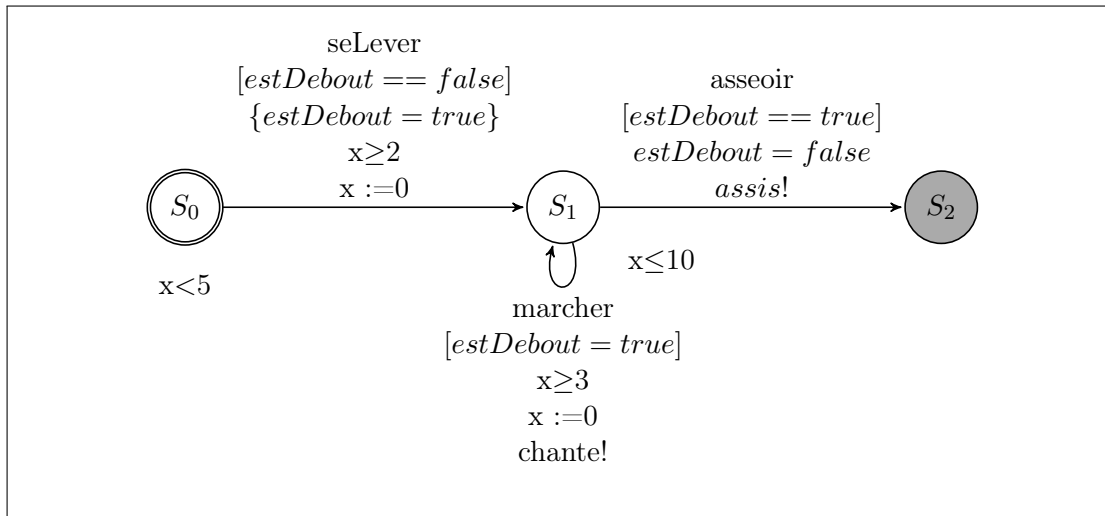 seLever
[estDebout == false]
{estDebout = true}
x≥2
x :=0
asseoir
[estDebout == true]
estDebout = false
assis!
S0
S1
S2
x<5
x≤10
marcher
[estDebout = true]
x≥3
x :=0
chante!